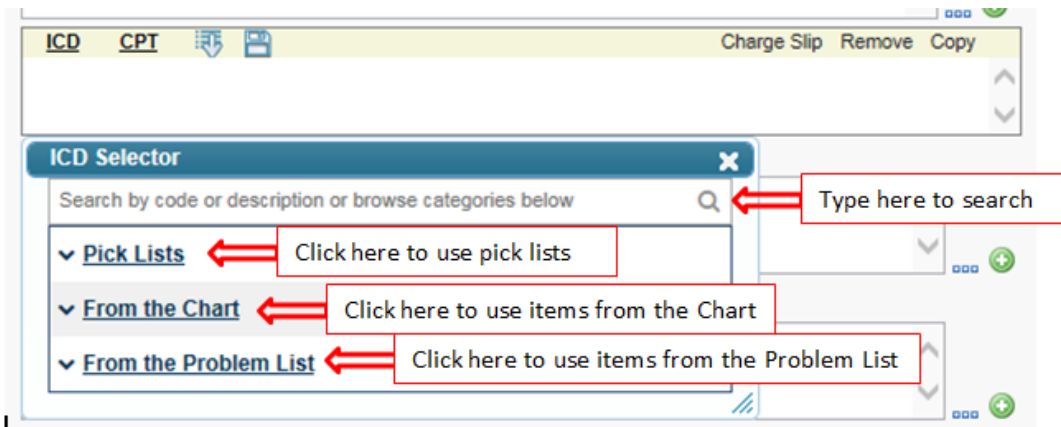 ICD CPT Charge Slip Remove Copy
ICD Selector
Search by code or description or browse categories below
Type here to search
Pick Lists
Click here to use pick lists
From the Chart
Click here to use items from the Chart
From the Problem List
Click here to use items from the Problem List